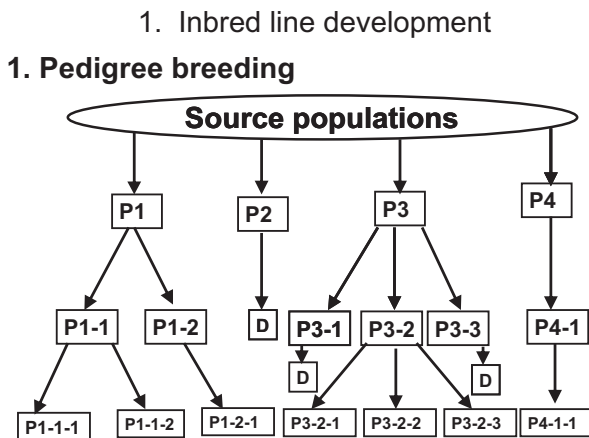 1. Inbred line development
1. Pedigree breeding
Source populations
P1 P2 P3 P4
P1-1 P1-2 D P3-1 P3-2 P3-3 P4-1
D D
P1-1-1 P1-1-2 P1-2-1 P3-2-1 P3-2-2 P3-2-3 P4-1-1